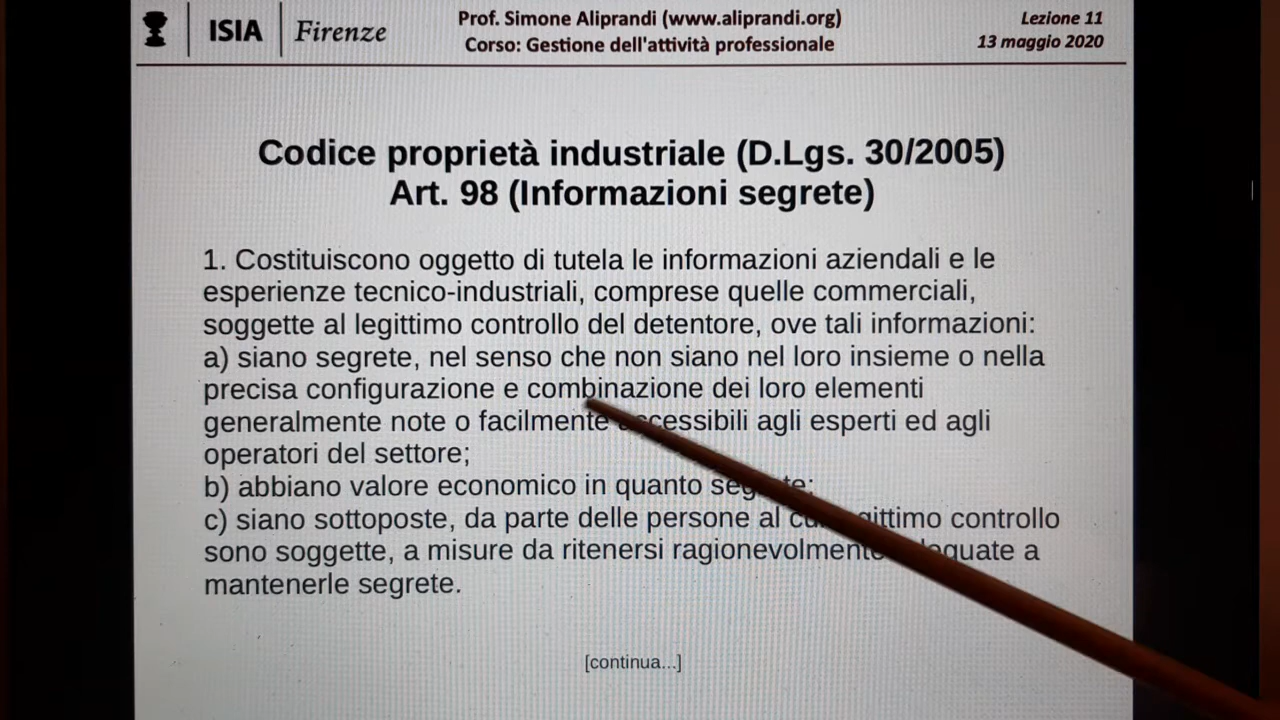 ISIA Firenze
Prof. Simone Aliprandi (www.aliprandi.org)
Corso: Gestione dell'attività professionale
Lezione 11
13 maggio 2020
Codice proprietà industriale (D.Lgs. 30/2005)
Art. 98 (Informazioni segrete)
1. Costituiscono oggetto di tutela le informazioni aziendali e le
esperienze tecnico-industriali, comprese quelle commerciali,
soggette al legittimo controllo del detentore, ove tali informazioni:
a) siano segrete, nel senso che non siano nel loro insieme o nella
precisa configurazione e combinazione dei loro elementi
generalmente note o facilmente accessibili agli esperti ed agli
operatori del settore;
b) abbiano valore economico in quanto segrete;
c) siano sottoposte, da parte delle persone al cui legittimo controllo
sono soggette, a misure da ritenersi ragionevolmente adeguate a
mantenerle segrete.
[continua...]